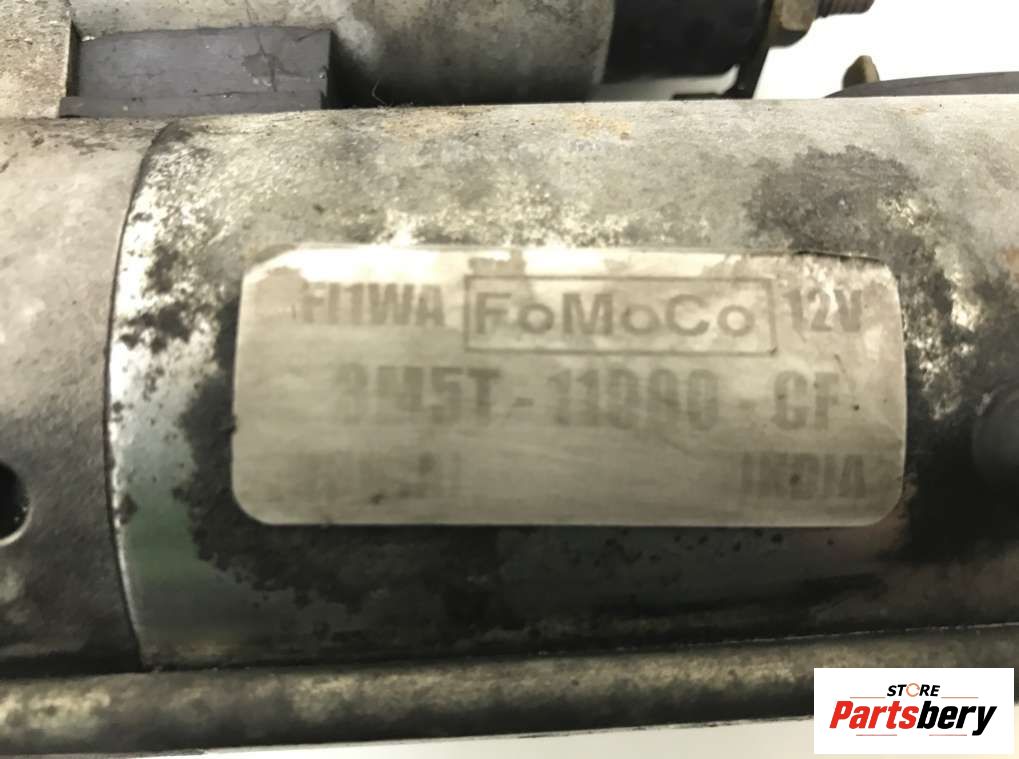 FI1WA FoMoCo 12V
3M5T-11000-CF
INDIA
STORE
Partsbery